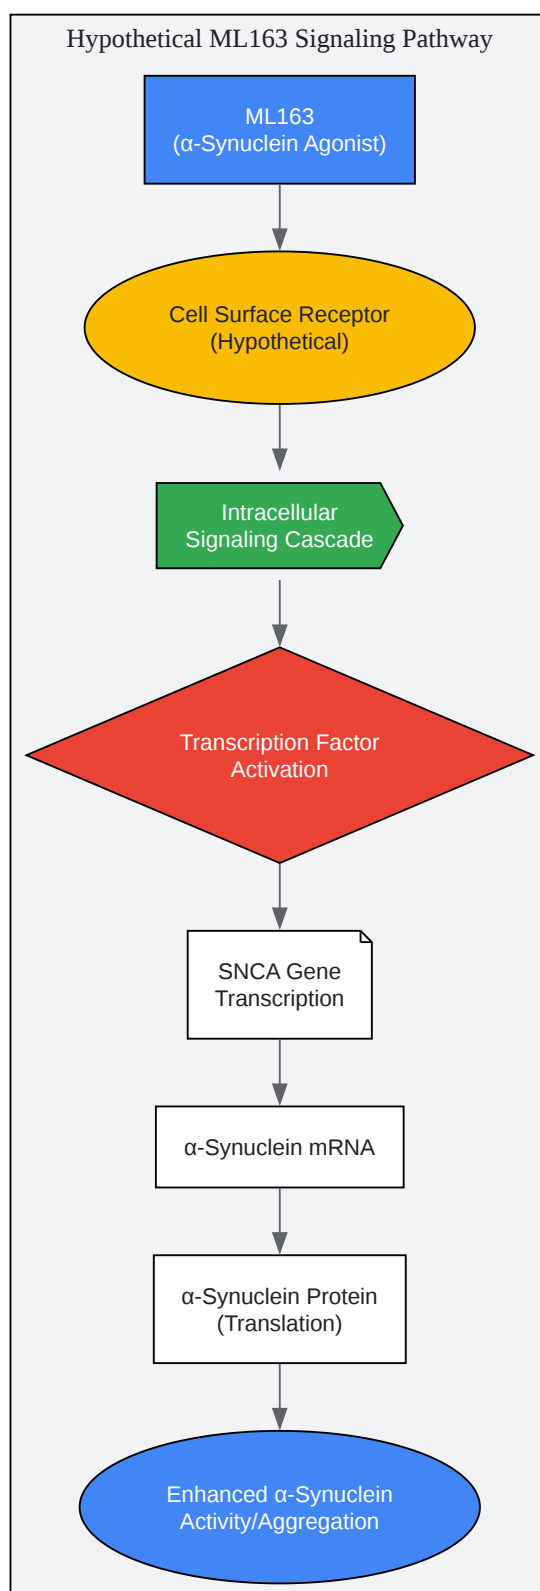 Hypothetical ML163 Signaling Pathway
ML163
(α-Synuclein Agonist)
Cell Surface Receptor
(Hypothetical)
Intracellular
Signaling Cascade
Transcription Factor
Activation
SNCA Gene
Transcription
α-Synuclein mRNA
α-Synuclein Protein
(Translation)
Enhanced α-Synuclein
Activity/Aggregation